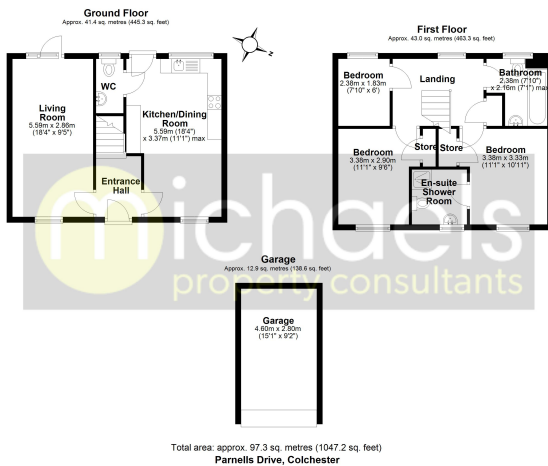 Ground Floor
Approx. 41.4 sq. metres (445.3 sq. feet)
N
WC
Living
Room
5.59m x 2.86m
(18'4" x 9'5")
Kitchen/Dining
Room
5.59m (18'4")
x 3.37m (11'1") max
Entrance
Hall
First Floor
Approx. 43.0 sq. metres (463.3 sq. feet)
Bedroom
2.38m x 1.83m
(7'10" x 6')
Landing
Bathroom
2.38m (7'10")
x 2.16m (7'1") max
Store
Store
Bedroom
3.38m x 2.90m
(11'1" x 9'6")
Bedroom
3.38m x 3.33m
(11'1" x 10'11")
En-suite
Shower
Room
michaels
property consultants
Garage
Approx. 12.9 sq. metres (138.6 sq. feet)
Garage
4.60m x 2.80m
(15'1" x 9'2")
Total area: approx. 97.3 sq. metres (1047.2 sq. feet)
Parnells Drive, Colchester